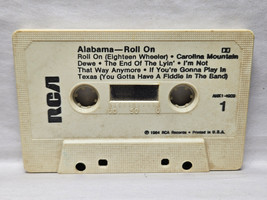 Alabama—Roll On
Roll On (Eighteen Wheeler) • Carolina Mountain
Dewe • The End Of The Lyin' • I'm Not
That Way Anymore • If You're Gonna Play In
Texas (You Gotta Have A Fiddle In The Band)
RCA
1
℗ 1984 RCA Records • Printed in U.S.A.